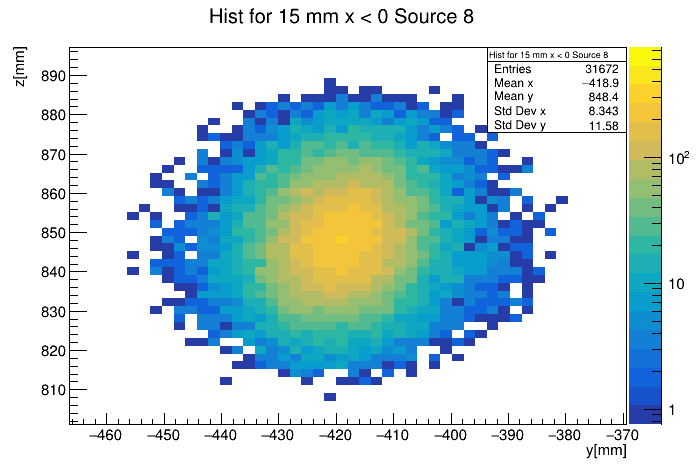 Hist for 15 mm x < 0 Source 8
z[mm]
Hist for 15 mm x < 0 Source 8
Entries 31672
Mean x −418.9
Mean y 848.4
Std Dev x 8.343
Std Dev y 11.58
890
880
870
860
850
840
830
820
810
10²
10
1
−460 −450 −440 −430 −420 −410 −400 −390 −380 −370
y[mm]